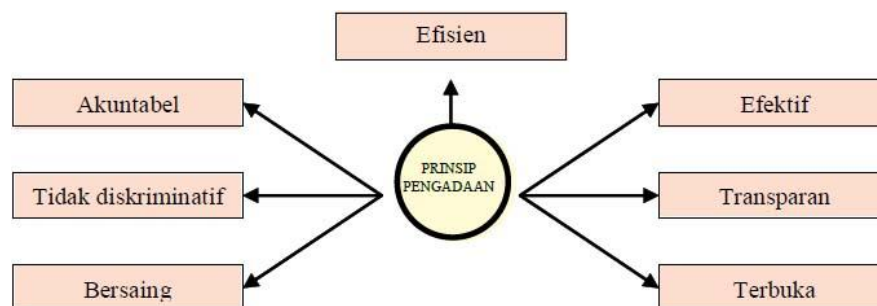 Efisien
Akuntabel
Efektif
PRINSIP
PENGADAAN
Tidak diskriminatif
Transparan
Bersaing
Terbuka